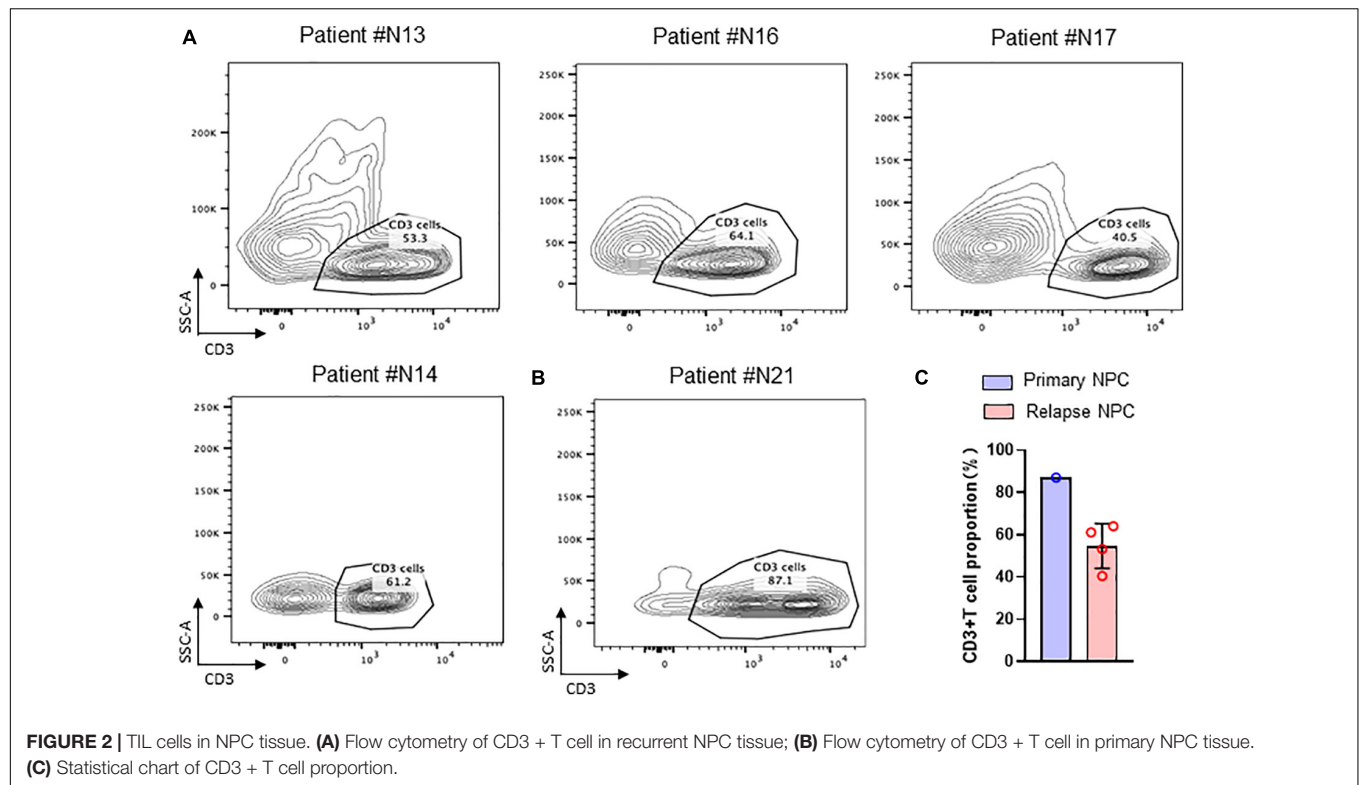 A
Patient #N13
Patient #N16
Patient #N17
200K
100K
0
CD3 cells
53.3
0
10³
10⁴
SSC-A
CD3
250K
200K
150K
100K
50K
0
CD3 cells
64.1
0
10³
10⁴
250K
200K
150K
100K
50K
0
CD3 cells
40.5
0
10³
10⁴
Patient #N14
250K
200K
150K
100K
50K
0
CD3 cells
61.2
0
10³
10⁴
SSC-A
CD3
B
Patient #N21
250K
200K
150K
100K
50K
0
CD3 cells
87.1
0
10³
10⁴
SSC-A
CD3
C
Primary NPC
Relapse NPC
CD3+T cell proportion(%)
100
80
60
40
20
0
FIGURE 2 | TIL cells in NPC tissue. (A) Flow cytometry of CD3 + T cell in recurrent NPC tissue; (B) Flow cytometry of CD3 + T cell in primary NPC tissue.
(C) Statistical chart of CD3 + T cell proportion.